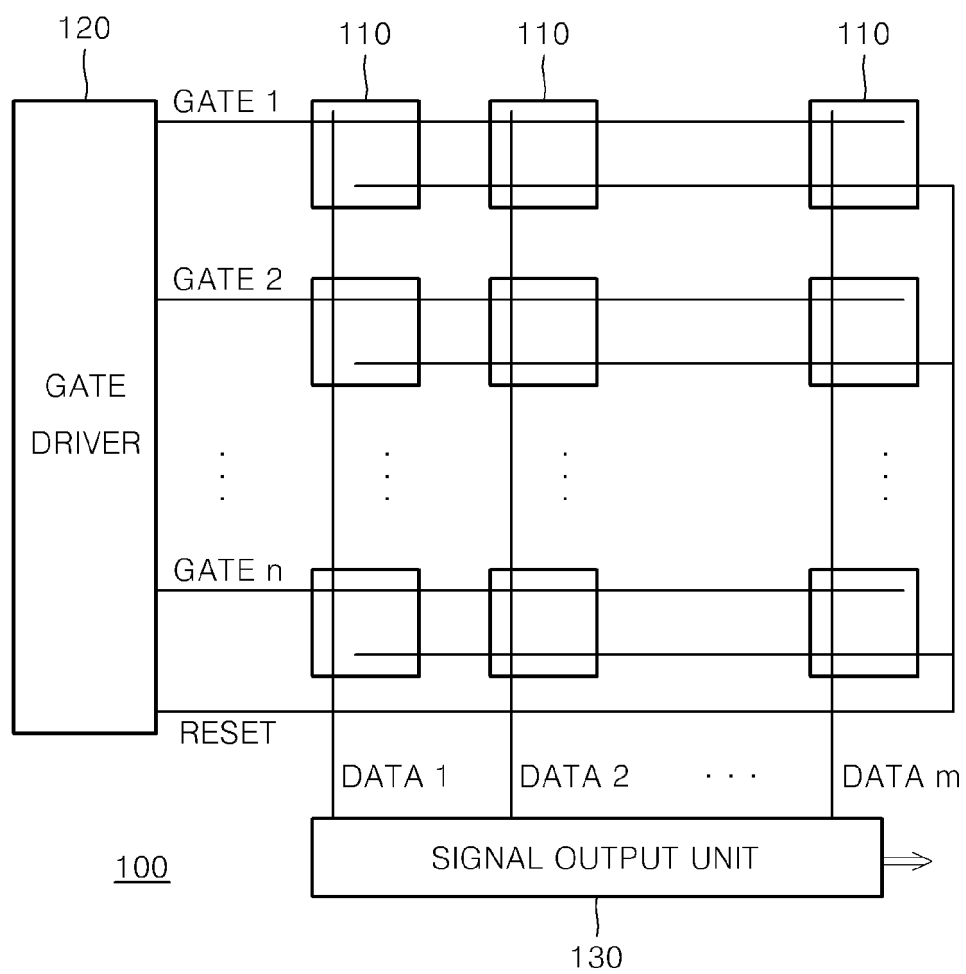 120
110
110
110
GATE 1
GATE 2
GATE
DRIVER
GATE n
RESET
DATA 1
DATA 2
. . .
DATA m
SIGNAL OUTPUT UNIT
100
130